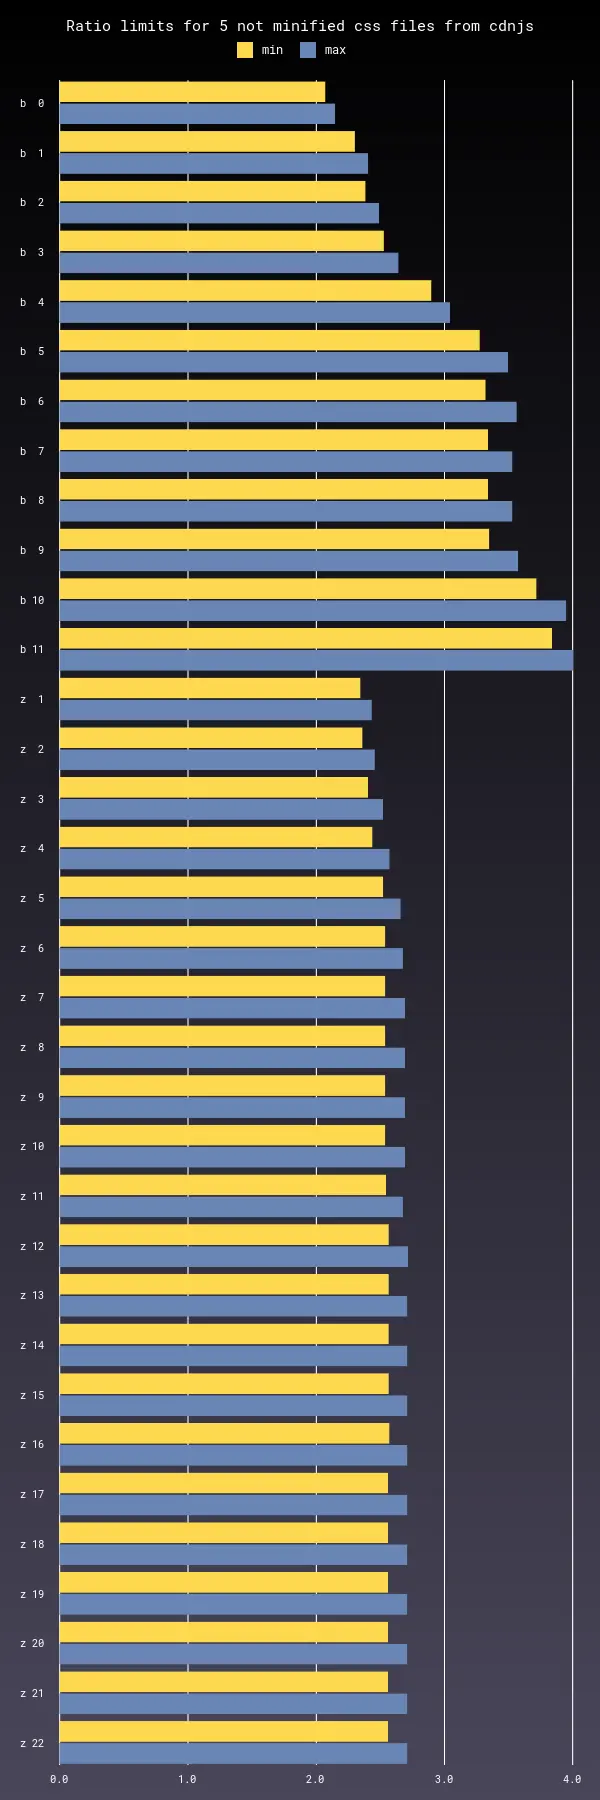 Ratio limits for 5 not minified css files from cdnjs
min max
b 0
b 1
b 2
b 3
b 4
b 5
b 6
b 7
b 8
b 9
b 10
b 11
z 1
z 2
z 3
z 4
z 5
z 6
z 7
z 8
z 9
z 10
z 11
z 12
z 13
z 14
z 15
z 16
z 17
z 18
z 19
z 20
z 21
z 22
0.0 1.0 2.0 3.0 4.0